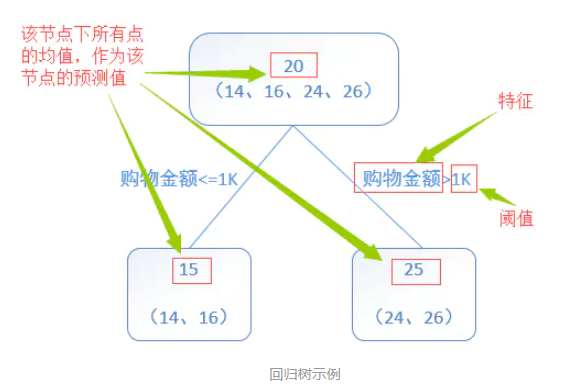 该节点下所有点
的均值，作为该
节点的预测值
20
（14、16、24、26）
特征
购物金额<=1K
购物金额>1K
阈值
15
25
（14、16）
（24、26）
回归树示例